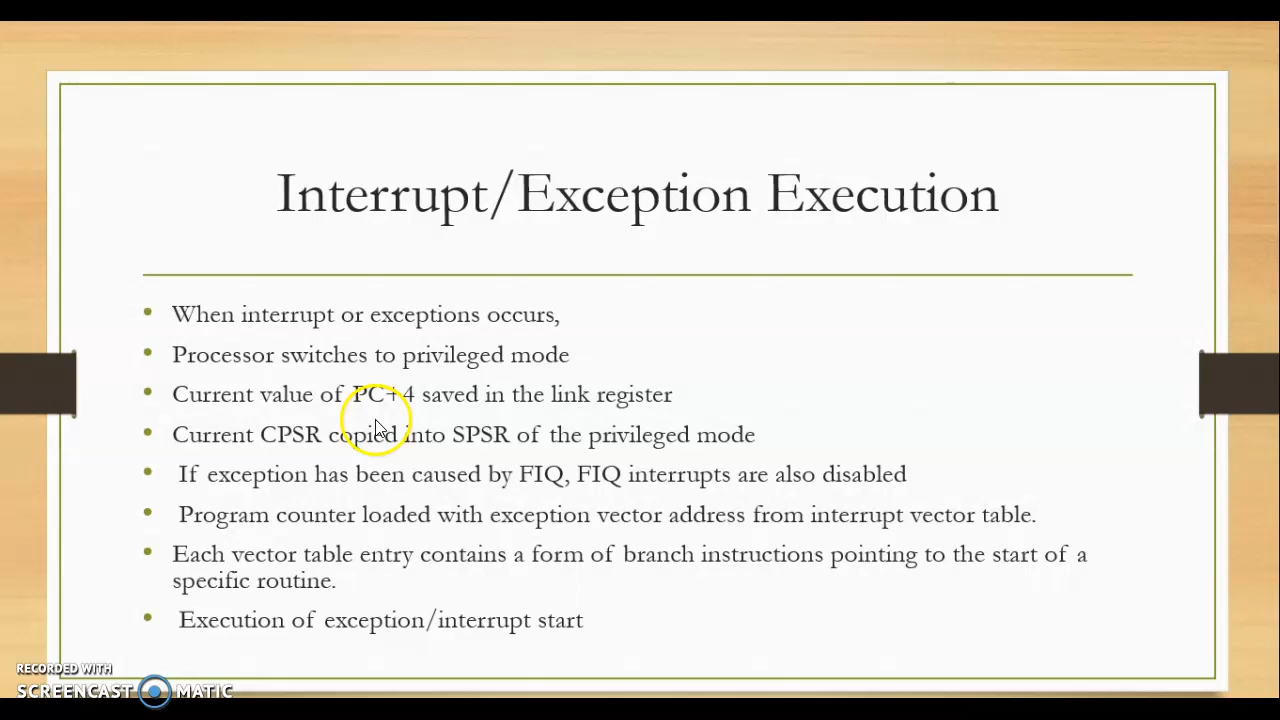 Interrupt/Exception Execution
When interrupt or exceptions occurs,
Processor switches to privileged mode
Current value of PC+4 saved in the link register
Current CPSR copied into SPSR of the privileged mode
If exception has been caused by FIQ, FIQ interrupts are also disabled
Program counter loaded with exception vector address from interrupt vector table.
Each vector table entry contains a form of branch instructions pointing to the start of a
specific routine.
Execution of exception/interrupt start
RECORDED WITH
SCREENCAST MATIC